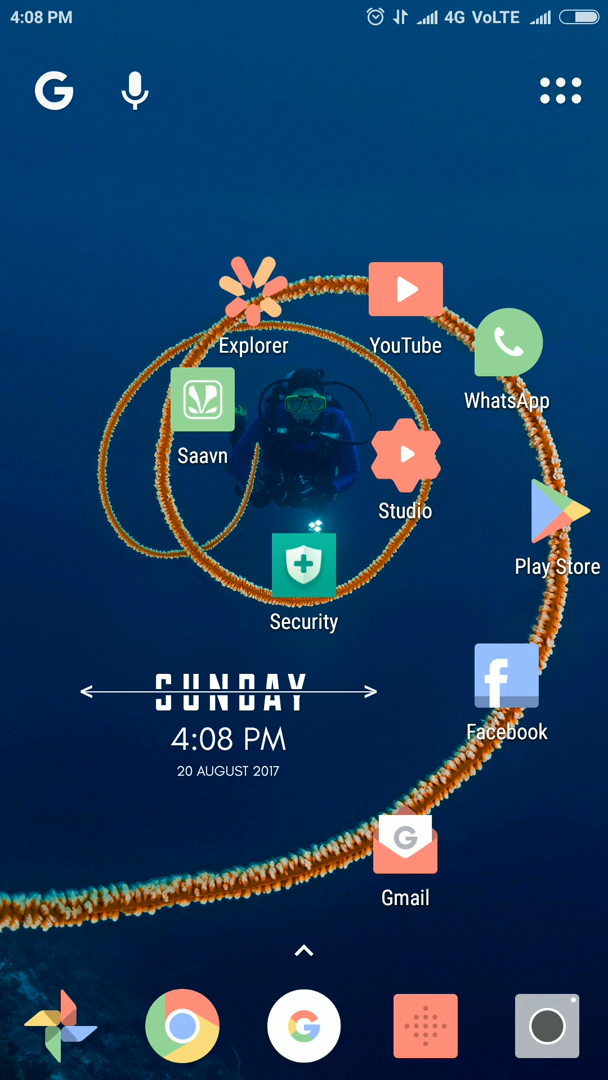 4:08 PM
4G VoLTE
Explorer
YouTube
WhatsApp
Saavn
Studio
Play Store
Security
SUNDAY
4:08 PM
20 AUGUST 2017
Facebook
Gmail